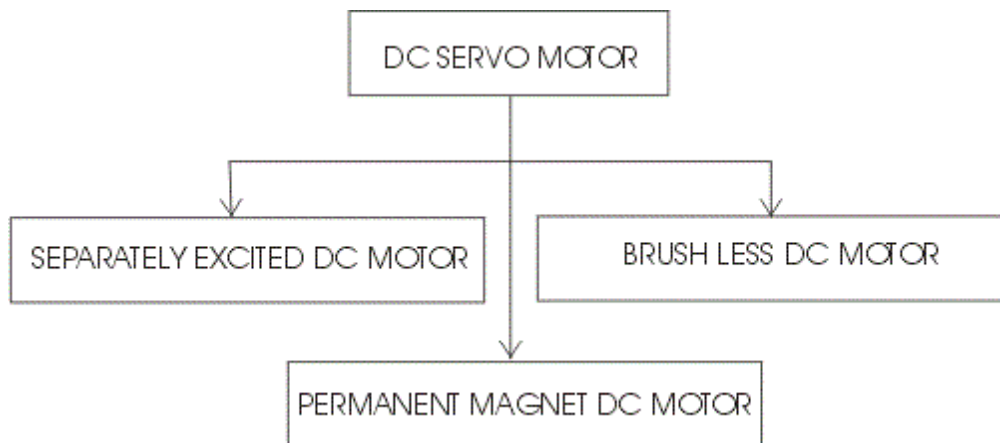 DC SERVO MOTOR
SEPARATELY EXCITED DC MOTOR
BRUSH LESS DC MOTOR
PERMANENT MAGNET DC MOTOR